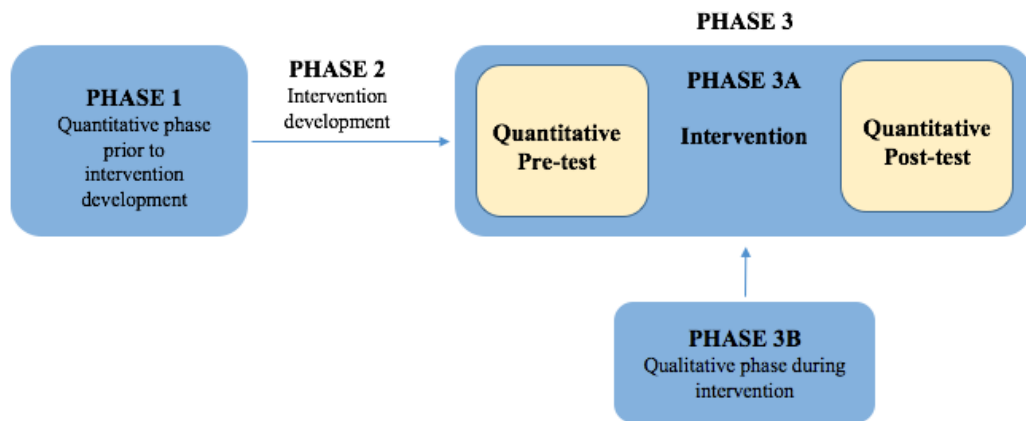 PHASE 1
Quantitative phase
prior to
intervention
development
PHASE 2
Intervention
development
PHASE 3
Quantitative
Pre-test
PHASE 3A
Intervention
Quantitative
Post-test
PHASE 3B
Qualitative phase during
intervention